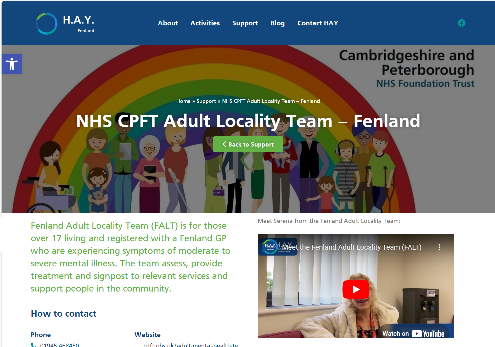 H.A.Y.
Fenland
About Activities Support Blog Contact HAY
Cambridgeshire and
Peterborough
NHS Foundation Trust
Home » Support » NHS CPFT Adult Locality Team – Fenland
NHS CPFT Adult Locality Team – Fenland
Back to Support
Fenland Adult Locality Team (FALT) is for those
over 17 living and registered with a Fenland GP
who are experiencing symptoms of moderate to
severe mental illness. The team assess, provide
treatment and signpost to relevant services and
support people in the community.
How to contact
Phone
Website
Meet Serena from the Fenland Adult Locality Team:
Meet the Fenland Adult Locality Team (FALT)
Watch on YouTube